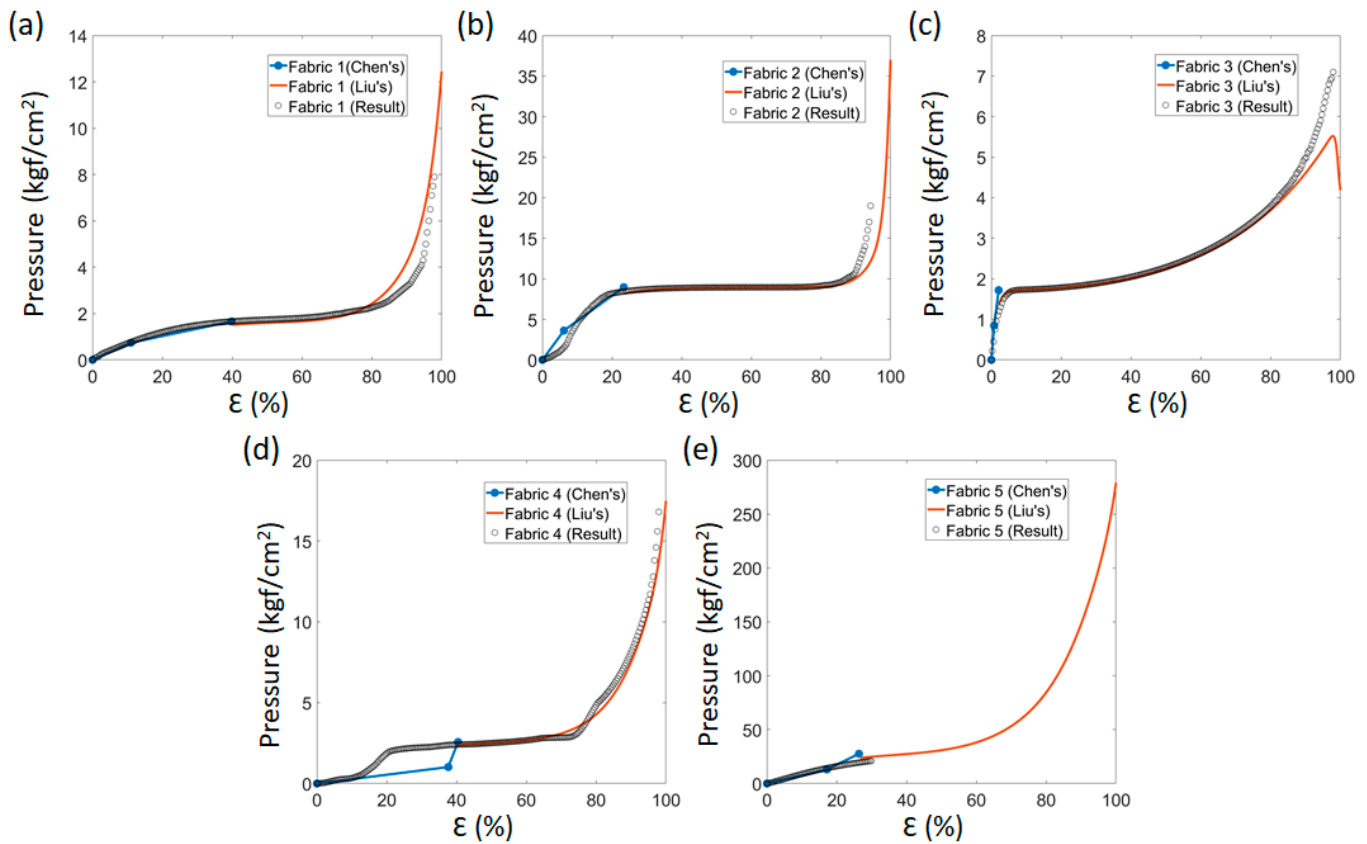 (a)
14
12
10
8
6
4
2
0
Pressure (kgf/cm²)
Fabric 1(Chen's)
Fabric 1 (Liu's)
Fabric 1 (Result)
0 20 40 60 80 100
Ɛ (%)
(b)
40
35
30
25
20
15
10
5
0
Pressure (kgf/cm²)
Fabric 2 (Chen's)
Fabric 2 (Liu's)
Fabric 2 (Result)
0 20 40 60 80 100
Ɛ (%)
(c)
8
7
6
5
4
3
2
1
0
Pressure (kgf/cm²)
Fabric 3 (Chen's)
Fabric 3 (Liu's)
Fabric 3 (Result)
0 20 40 60 80 100
Ɛ (%)
(d)
20
15
10
5
0
Pressure (kgf/cm²)
Fabric 4 (Chen's)
Fabric 4 (Liu's)
Fabric 4 (Result)
0 20 40 60 80 100
Ɛ (%)
(e)
300
250
200
150
100
50
0
Pressure (kgf/cm²)
Fabric 5 (Chen's)
Fabric 5 (Liu's)
Fabric 5 (Result)
0 20 40 60 80 100
Ɛ (%)